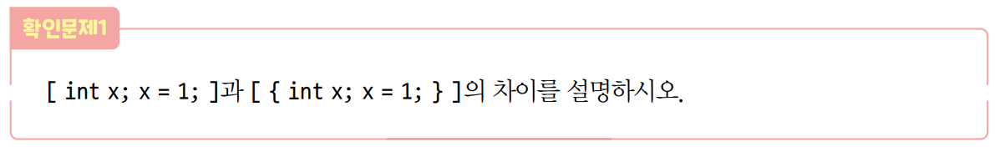 확인문제1
[ int x; x = 1; ]과 [ { int x; x = 1; } ]의 차이를 설명하시오.